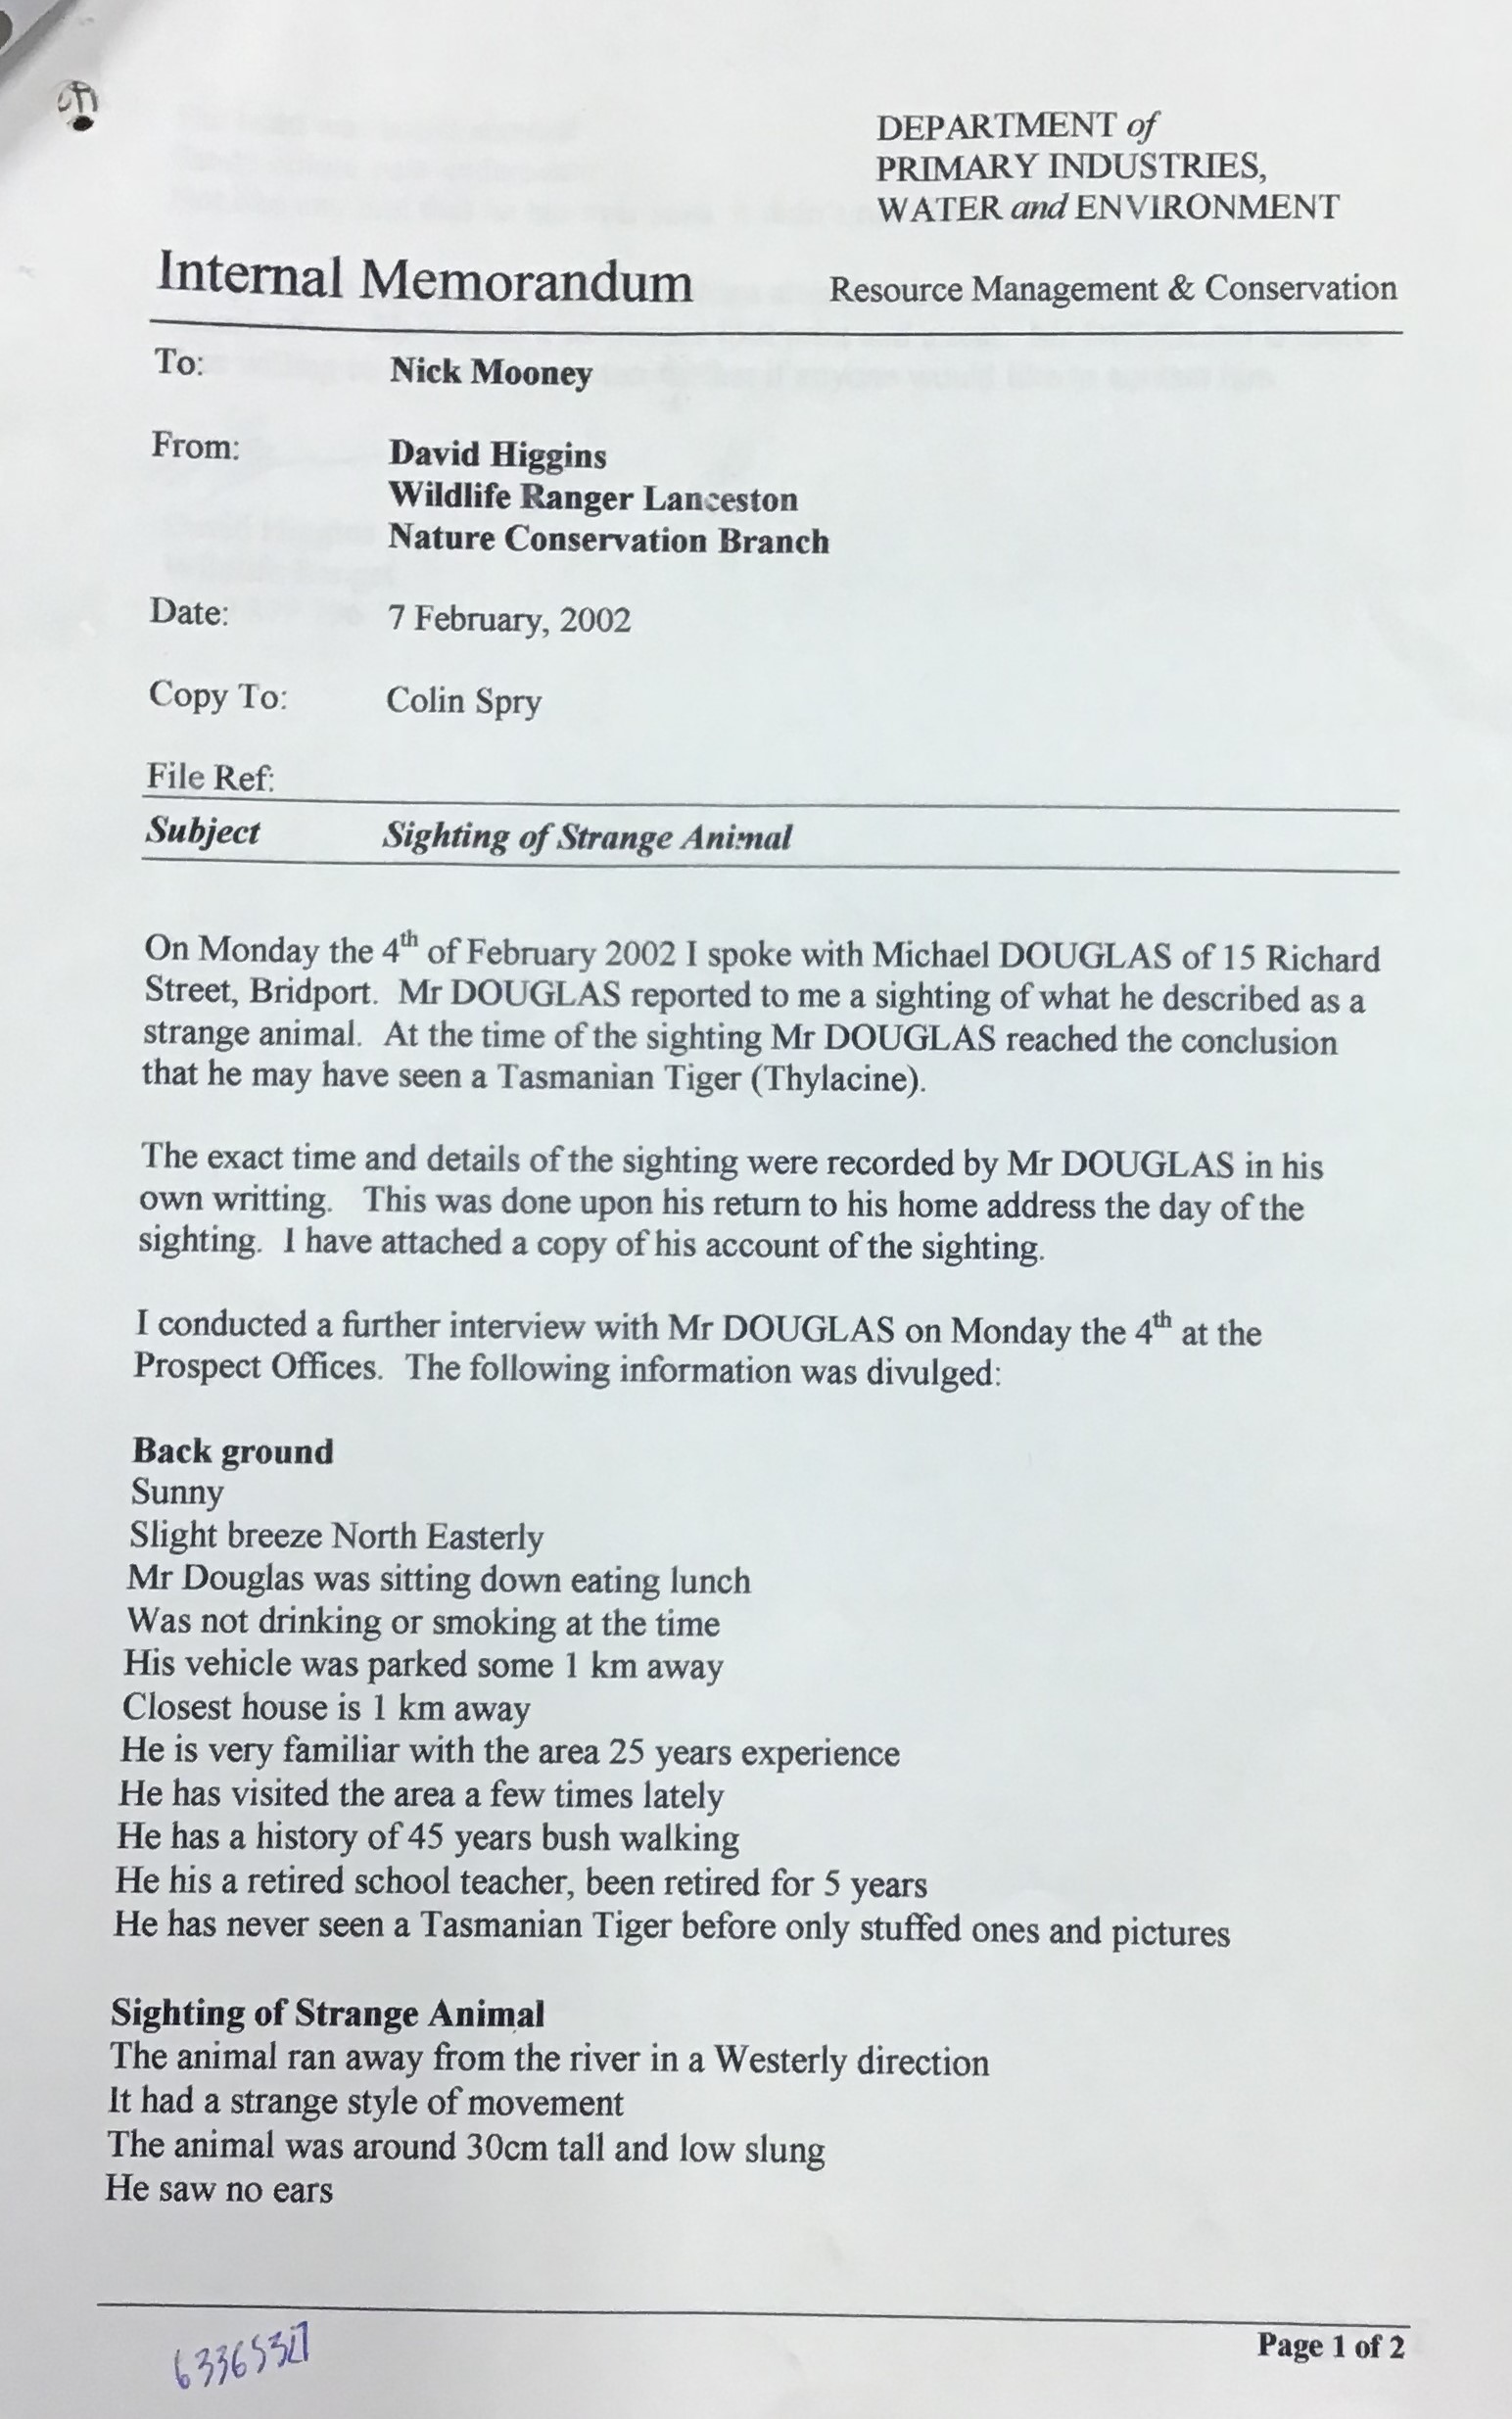 DEPARTMENT of
PRIMARY INDUSTRIES,
WATER and ENVIRONMENT
Internal Memorandum
Resource Management & Conservation
To: Nick Mooney
From: David Higgins
Wildlife Ranger Lanceston
Nature Conservation Branch
Date: 7 February, 2002
Copy To: Colin Spry
File Ref:
Subject Sighting of Strange Animal
On Monday the 4th of February 2002 I spoke with Michael DOUGLAS of 15 Richard
Street, Bridport. Mr DOUGLAS reported to me a sighting of what he described as a
strange animal. At the time of the sighting Mr DOUGLAS reached the conclusion
that he may have seen a Tasmanian Tiger (Thylacine).
The exact time and details of the sighting were recorded by Mr DOUGLAS in his
own writting. This was done upon his return to his home address the day of the
sighting. I have attached a copy of his account of the sighting.
I conducted a further interview with Mr DOUGLAS on Monday the 4th at the
Prospect Offices. The following information was divulged:
Back ground
Sunny
Slight breeze North Easterly
Mr Douglas was sitting down eating lunch
Was not drinking or smoking at the time
His vehicle was parked some 1 km away
Closest house is 1 km away
He is very familiar with the area 25 years experience
He has visited the area a few times lately
He has a history of 45 years bush walking
He his a retired school teacher, been retired for 5 years
He has never seen a Tasmanian Tiger before only stuffed ones and pictures
Sighting of Strange Animal
The animal ran away from the river in a Westerly direction
It had a strange style of movement
The animal was around 30cm tall and low slung
He saw no ears
Page 1 of 2